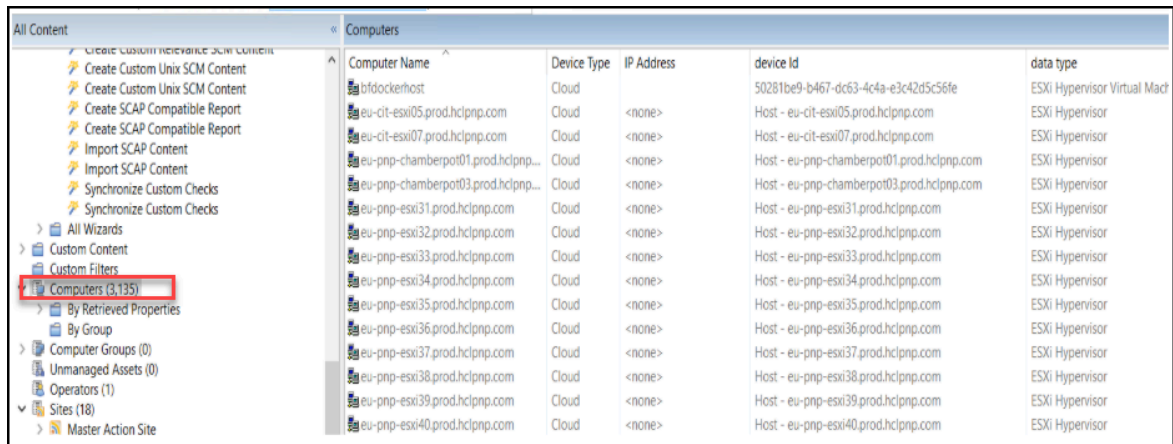 All Content « Computers
Create Custom Relevance SCM Content
Create Custom Unix SCM Content
Create Custom Unix SCM Content
Create SCAP Compatible Report
Create SCAP Compatible Report
Import SCAP Content
Import SCAP Content
Synchronize Custom Checks
Synchronize Custom Checks
All Wizards
Custom Content
Custom Filters
Computers (3,135)
By Retrieved Properties
By Group
Computer Groups (0)
Unmanaged Assets (0)
Operators (1)
Sites (18)
Master Action Site
Computer Name Device Type IP Address device Id data type
bfdockerhost Cloud 50281be9-b467-dc63-4c4a-e3c42d5c56fe ESXi Hypervisor Virtual Mach
eu-cit-esxi05.prod.hclpnp.com Cloud <none> Host - eu-cit-esxi05.prod.hclpnp.com ESXi Hypervisor
eu-cit-esxi07.prod.hclpnp.com Cloud <none> Host - eu-cit-esxi07.prod.hclpnp.com ESXi Hypervisor
eu-pnp-chamberpot01.prod.hclpnp... Cloud <none> Host - eu-pnp-chamberpot01.prod.hclpnp.com ESXi Hypervisor
eu-pnp-chamberpot03.prod.hclpnp... Cloud <none> Host - eu-pnp-chamberpot03.prod.hclpnp.com ESXi Hypervisor
eu-pnp-esxi31.prod.hclpnp.com Cloud <none> Host - eu-pnp-esxi31.prod.hclpnp.com ESXi Hypervisor
eu-pnp-esxi32.prod.hclpnp.com Cloud <none> Host - eu-pnp-esxi32.prod.hclpnp.com ESXi Hypervisor
eu-pnp-esxi33.prod.hclpnp.com Cloud <none> Host - eu-pnp-esxi33.prod.hclpnp.com ESXi Hypervisor
eu-pnp-esxi34.prod.hclpnp.com Cloud <none> Host - eu-pnp-esxi34.prod.hclpnp.com ESXi Hypervisor
eu-pnp-esxi35.prod.hclpnp.com Cloud <none> Host - eu-pnp-esxi35.prod.hclpnp.com ESXi Hypervisor
eu-pnp-esxi36.prod.hclpnp.com Cloud <none> Host - eu-pnp-esxi36.prod.hclpnp.com ESXi Hypervisor
eu-pnp-esxi37.prod.hclpnp.com Cloud <none> Host - eu-pnp-esxi37.prod.hclpnp.com ESXi Hypervisor
eu-pnp-esxi38.prod.hclpnp.com Cloud <none> Host - eu-pnp-esxi38.prod.hclpnp.com ESXi Hypervisor
eu-pnp-esxi39.prod.hclpnp.com Cloud <none> Host - eu-pnp-esxi39.prod.hclpnp.com ESXi Hypervisor
eu-pnp-esxi40.prod.hclpnp.com Cloud <none> Host - eu-pnp-esxi40.prod.hclpnp.com ESXi Hypervisor